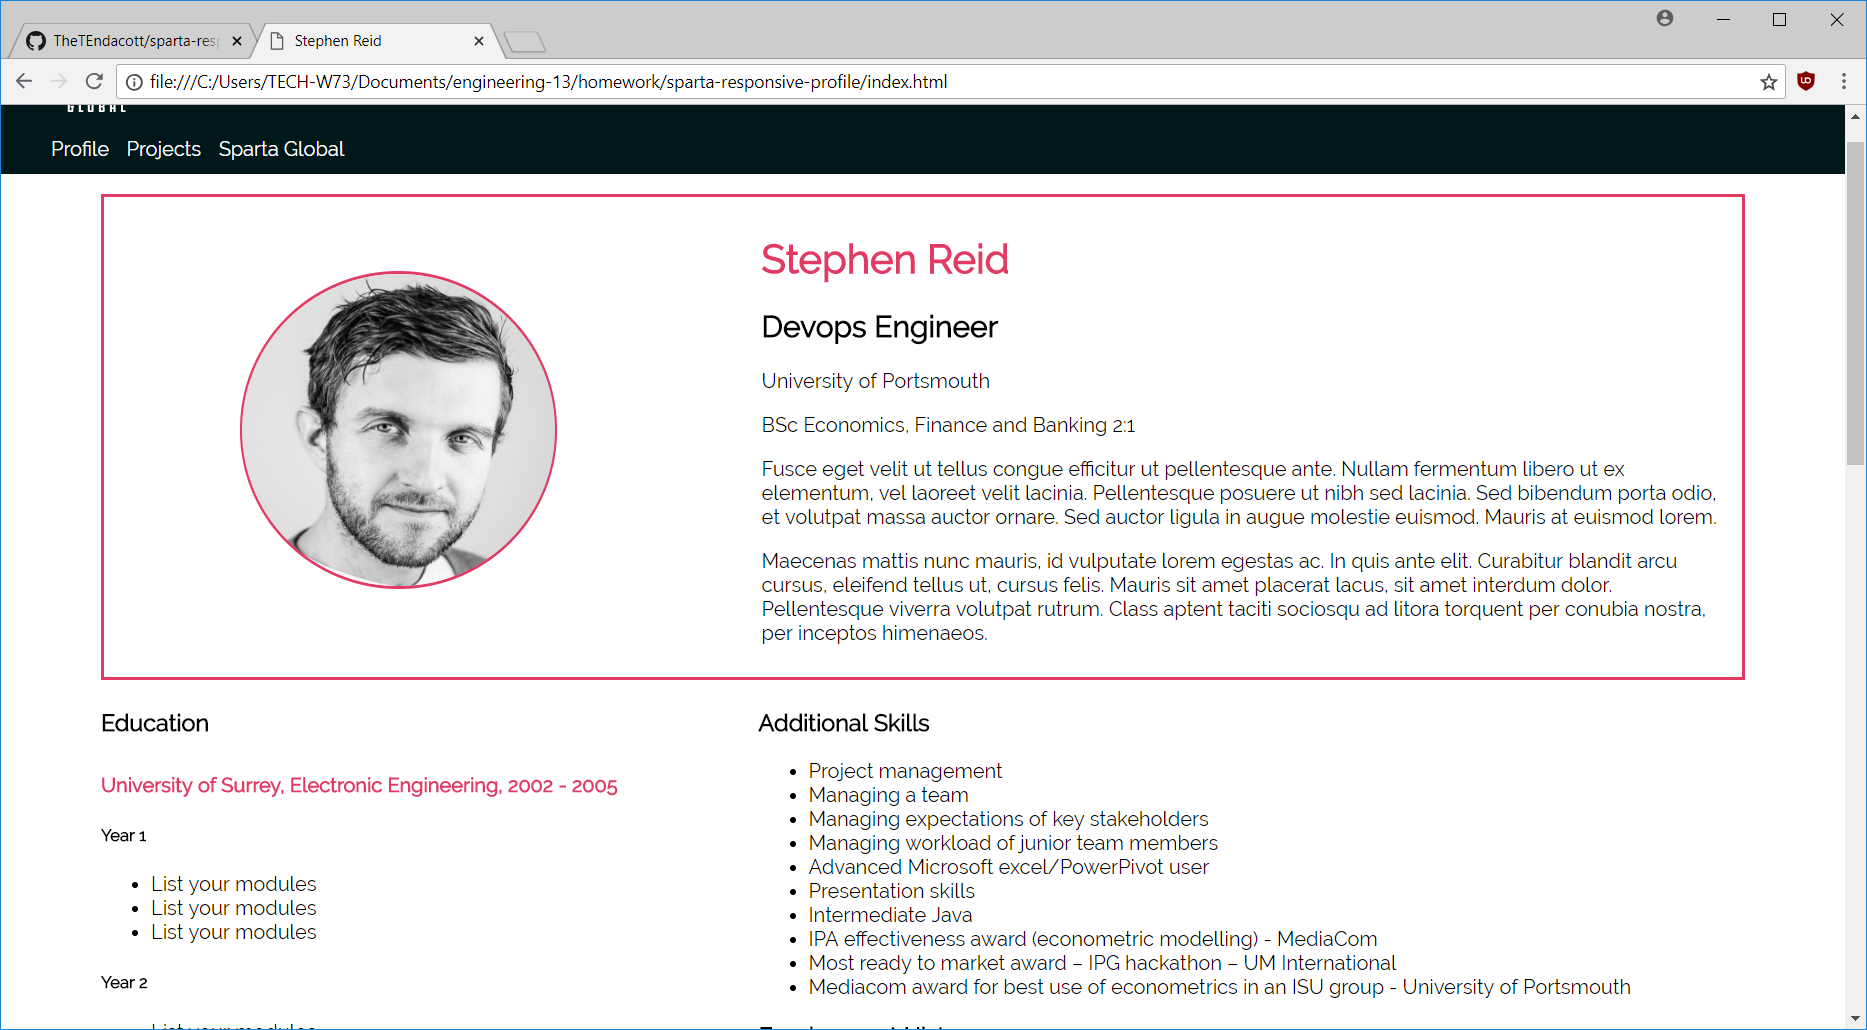 TheTEndacott/sparta-resp
Stephen Reid
file:///C:/Users/TECH-W73/Documents/engineering-13/homework/sparta-responsive-profile/index.html
GLOBAL
Profile Projects Sparta Global
Stephen Reid
Devops Engineer
University of Portsmouth
BSc Economics, Finance and Banking 2:1
Fusce eget velit ut tellus congue efficitur ut pellentesque ante. Nullam fermentum libero ut ex
elementum, vel laoreet velit lacinia. Pellentesque posuere ut nibh sed lacinia. Sed bibendum porta odio,
et volutpat massa auctor ornare. Sed auctor ligula in augue molestie euismod. Mauris at euismod lorem.
Maecenas mattis nunc mauris, id vulputate lorem egestas ac. In quis ante elit. Curabitur blandit arcu
cursus, eleifend tellus ut, cursus felis. Mauris sit amet placerat lacus, sit amet interdum dolor.
Pellentesque viverra volutpat rutrum. Class aptent taciti sociosqu ad litora torquent per conubia nostra,
per inceptos himenaeos.
Education
University of Surrey, Electronic Engineering, 2002 - 2005
Year 1
• List your modules
• List your modules
• List your modules
Year 2
• List your modules
Additional Skills
• Project management
• Managing a team
• Managing expectations of key stakeholders
• Managing workload of junior team members
• Advanced Microsoft excel/PowerPivot user
• Presentation skills
• Intermediate Java
• IPA effectiveness award (econometric modelling) - MediaCom
• Most ready to market award – IPG hackathon – UM International
• Mediacom award for best use of econometrics in an ISU group - University of Portsmouth